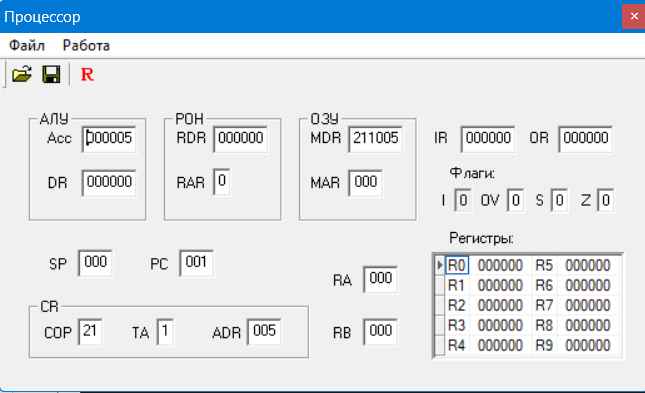 Процессор
Файл Работа
R
АЛУ РОН ОЗУ
Acc 000005 RDR 000000 MDR 211005 IR 000000 OR 000000
DR 000000 RAR 0 MAR 000
Флаги:
I 0 OV 0 S 0 Z 0
SP 000 PC 001
RA 000
Регистры:
R0 000000 R5 000000
R1 000000 R6 000000
R2 000000 R7 000000
R3 000000 R8 000000
R4 000000 R9 000000
CR
COP 21 TA 1 ADR 005 RB 000